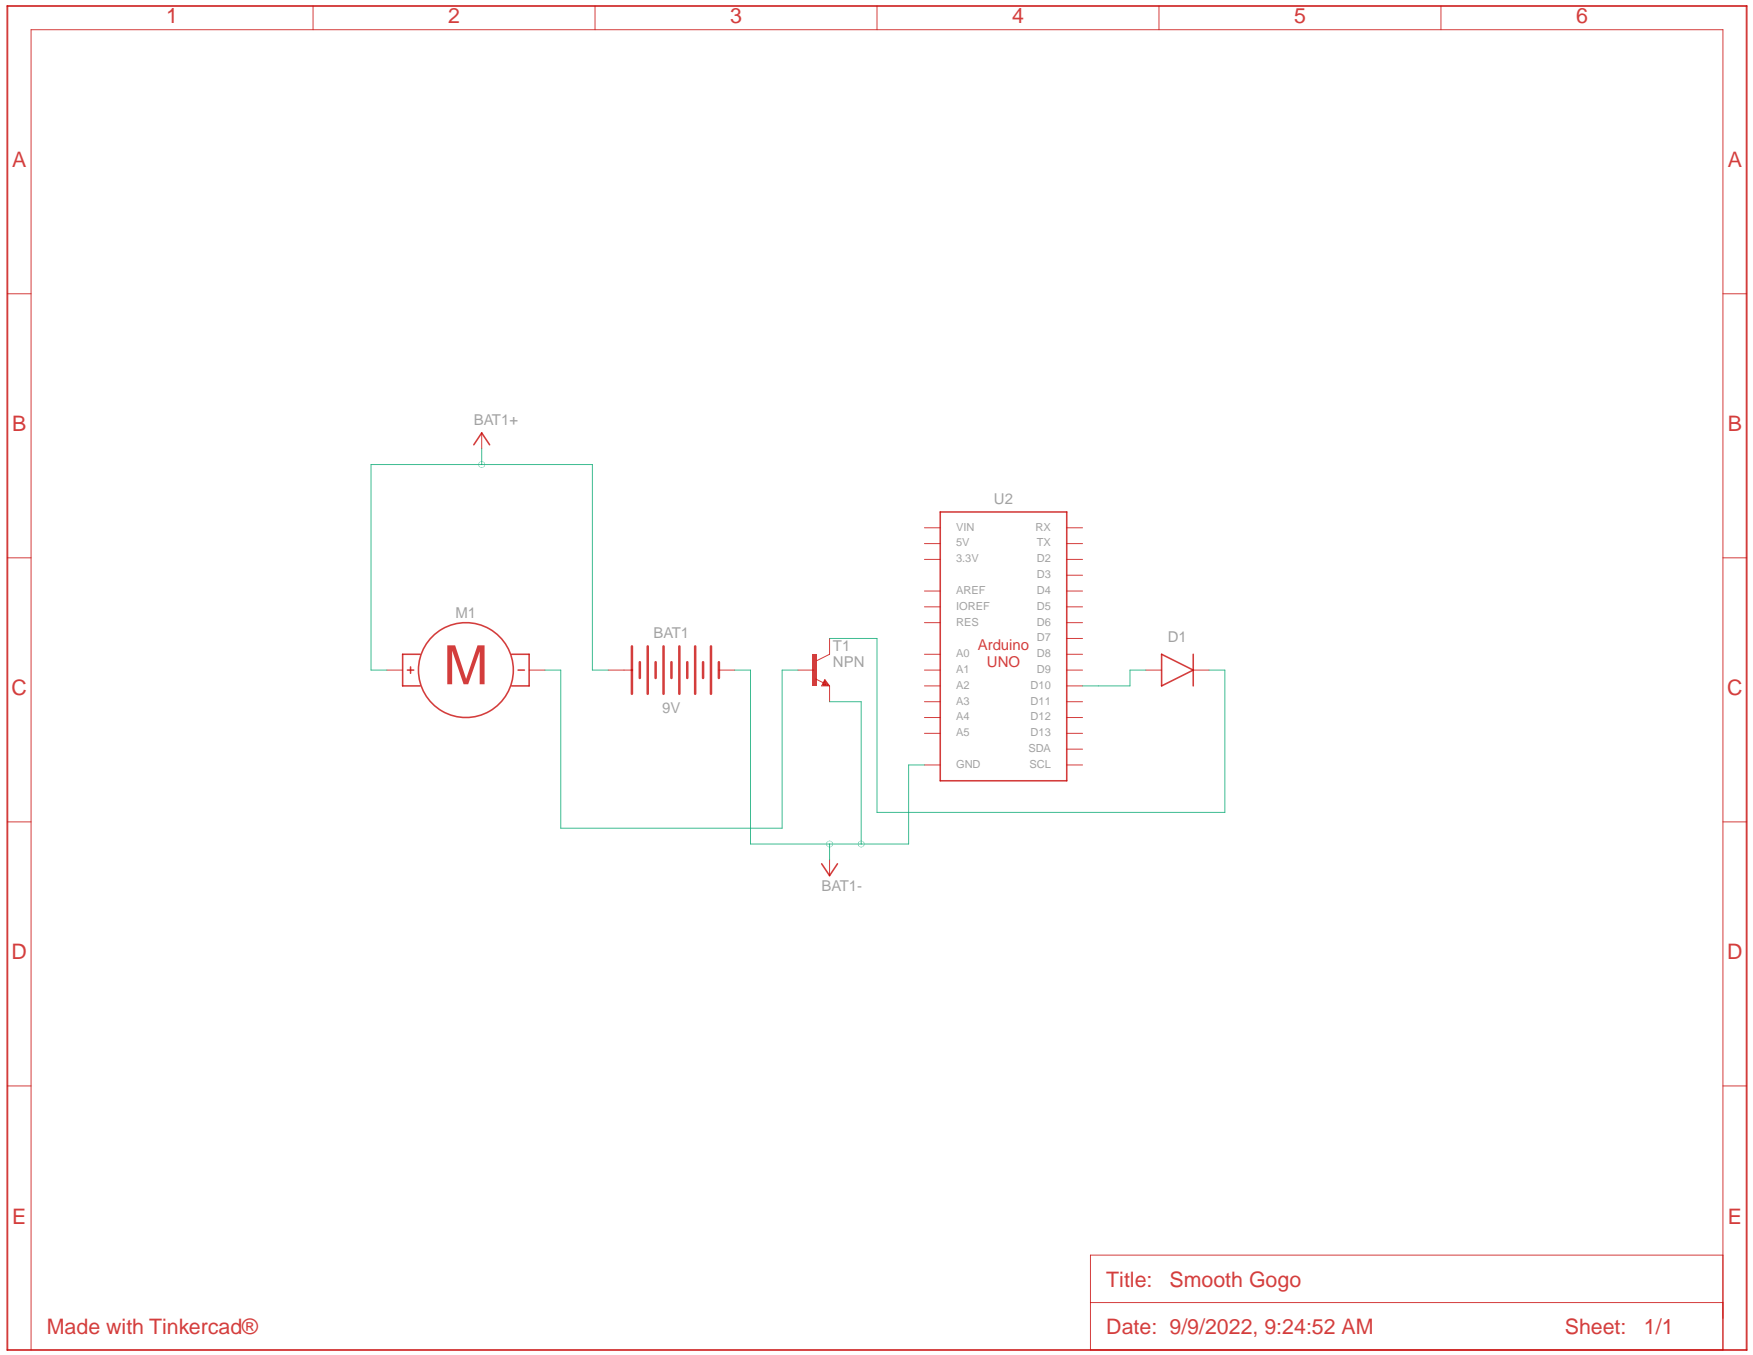 1 2 3 4 5 6
A A
B B
C C
D D
E E
BAT1+
M1
+ M -
BAT1
9V
T1
NPN
U2
VIN RX
5V TX
3.3V D2
D3
AREF D4
IOREF D5
RES D6
D7
A0 D8
A1 D9
A2 D10
A3 D11
A4 D12
A5 D13
SDA
GND SCL
Arduino
UNO
D1
BAT1-
Title: Smooth Gogo
Made with Tinkercad®
Date: 9/9/2022, 9:24:52 AM Sheet: 1/1